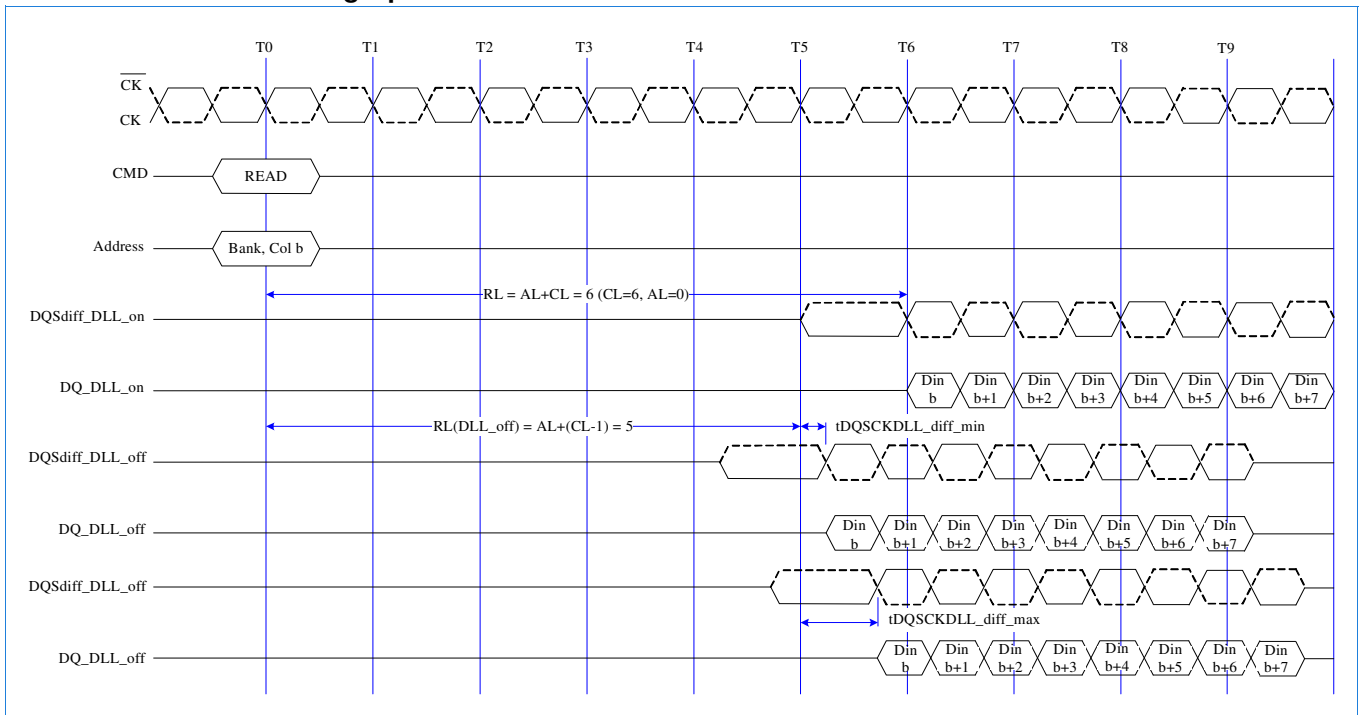 T0 T1 T2 T3 T4 T5 T6 T7 T8 T9
CK
CK
CMD
READ
Address
Bank, Col b
RL = AL+CL = 6 (CL=6, AL=0)
DQSdiff_DLL_on
DQ_DLL_on
Din Din Din Din Din Din Din Din
b b+1 b+2 b+3 b+4 b+5 b+6 b+7
RL(DLL_off) = AL+(CL-1) = 5
tDQSCKDLL_diff_min
DQSdiff_DLL_off
DQ_DLL_off
Din Din Din Din Din Din Din Din
b b+1 b+2 b+3 b+4 b+5 b+6 b+7
DQSdiff_DLL_off
tDQSCKDLL_diff_max
DQ_DLL_off
Din Din Din Din Din Din Din Din
b b+1 b+2 b+3 b+4 b+5 b+6 b+7